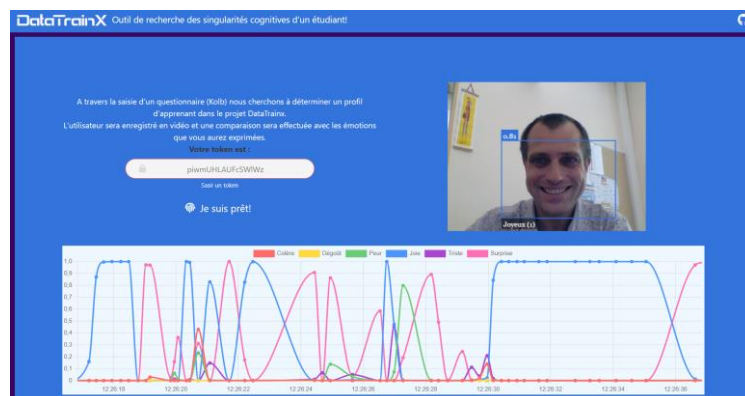 DataTrainX Outil de recherche des singularités cognitives d'un étudiant!
A travers la saisie d'un questionnaire (Kolb) nous cherchons à déterminer un profil
d'apprenant dans le projet DataTrainx.
L'utilisateur sera enregistré en vidéo et une comparaison sera effectuée avec les émotions
que vous aurez exprimées.
Votre token est :
Saisir un token
Je suis prêt!
0.83
Joyeux (1)
Colère Dégoût Peur Joie Triste Surprise
1,0
0,9
0,8
0,7
0,6
0,5
0,4
0,3
0,2
0,1
0
12:26:18 12:26:20 12:26:22 12:26:24 12:26:26 12:26:28 12:26:30 12:26:32 12:26:34 12:26:36